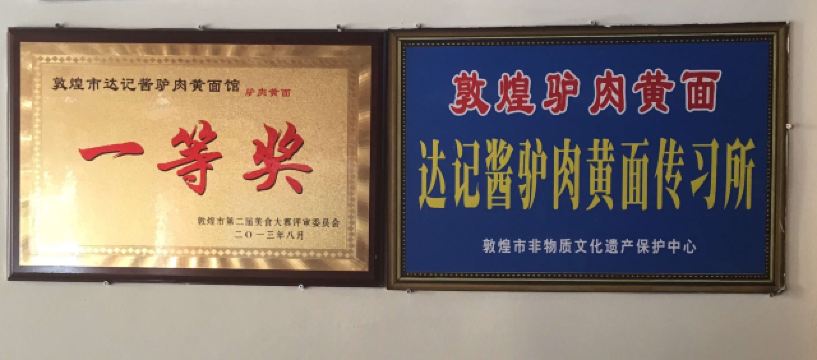 敦煌市达记酱驴肉黄面馆 驴肉黄面
一等奖
敦煌市第二届美食大赛评审委员会
二〇一三年八月
敦煌驴肉黄面
达记酱驴肉黄面传习所
敦煌市非物质文化遗产保护中心